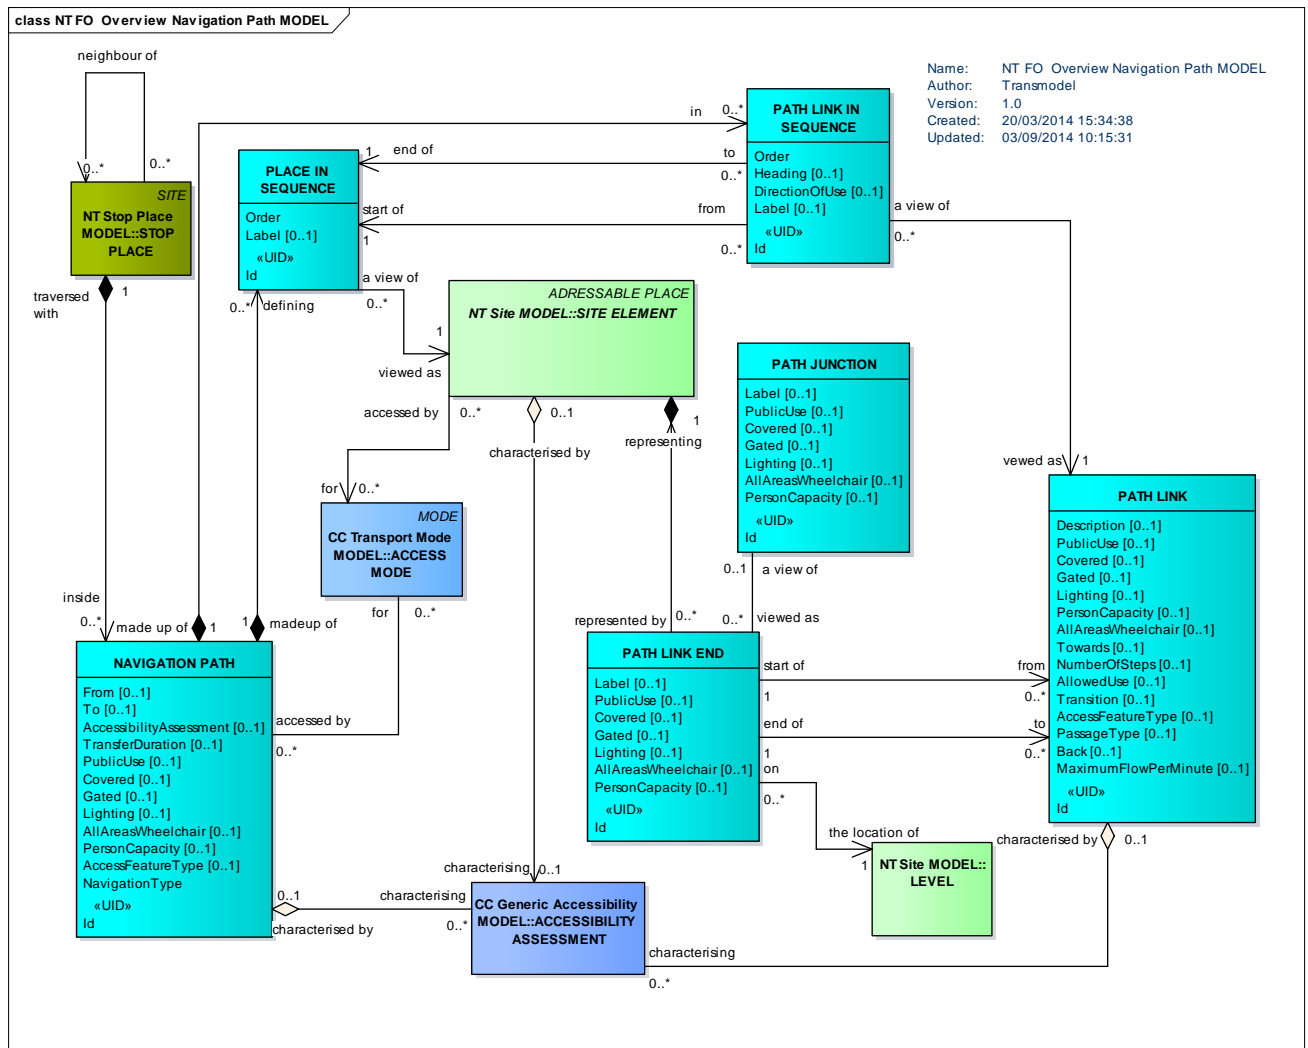 class NT FO Overview Navigation Path MODEL
Name: NT FO Overview Navigation Path MODEL
Author: Transmodel
Version: 1.0
Created: 20/03/2014 15:34:38
Updated: 03/09/2014 10:15:31
neighbour of
0..*
0..*
SITE
NT Stop Place
MODEL::STOP
PLACE
traversed
with
1
inside
0..*
in
0..*
PATH LINK IN
SEQUENCE
Order
Heading [0..1]
DirectionOfUse [0..1]
Label [0..1]
«UID»
Id
1
end of
to
0..*
start of
1
from
0..*
PLACE IN
SEQUENCE
Order
Label [0..1]
«UID»
Id
a view of
0..*
1
viewed as
0..*
defining
a view of
0..*
vewed as
1
ADRESSABLE PLACE
NT Site MODEL::SITE ELEMENT
accessed by
0..*
0..1
characterised by
1
representing
for
0..*
MODE
CC Transport Mode
MODEL::ACCESS
MODE
for
0..*
PATH JUNCTION
Label [0..1]
PublicUse [0..1]
Covered [0..1]
Gated [0..1]
Lighting [0..1]
AllAreasWheelchair [0..1]
PersonCapacity [0..1]
«UID»
Id
0..1
a view of
0..*
represented by
0..*
viewed as
PATH LINK
Description [0..1]
PublicUse [0..1]
Covered [0..1]
Gated [0..1]
Lighting [0..1]
PersonCapacity [0..1]
AllAreasWheelchair [0..1]
Towards [0..1]
NumberOfSteps [0..1]
AllowedUse [0..1]
Transition [0..1]
AccessFeatureType [0..1]
PassageType [0..1]
Back [0..1]
MaximumFlowPerMinute [0..1]
«UID»
Id
made up of
1
1
madeup of
NAVIGATION PATH
From [0..1]
To [0..1]
AccessibilityAssessment [0..1]
TransferDuration [0..1]
PublicUse [0..1]
Covered [0..1]
Gated [0..1]
Lighting [0..1]
AllAreasWheelchair [0..1]
PersonCapacity [0..1]
AccessFeatureType [0..1]
NavigationType
«UID»
Id
accessed by
0..*
PATH LINK END
Label [0..1]
PublicUse [0..1]
Covered [0..1]
Gated [0..1]
Lighting [0..1]
AllAreasWheelchair [0..1]
PersonCapacity [0..1]
«UID»
Id
start of
1
from
0..*
end of
1
to
0..*
on
0..*
the location of
1
NT Site MODEL::
LEVEL
characterised by
0..1
characterising
0..1
0..1
characterised by
characterising
0..*
CC Generic Accessibility
MODEL::ACCESSIBILITY
ASSESSMENT
characterising
0..*